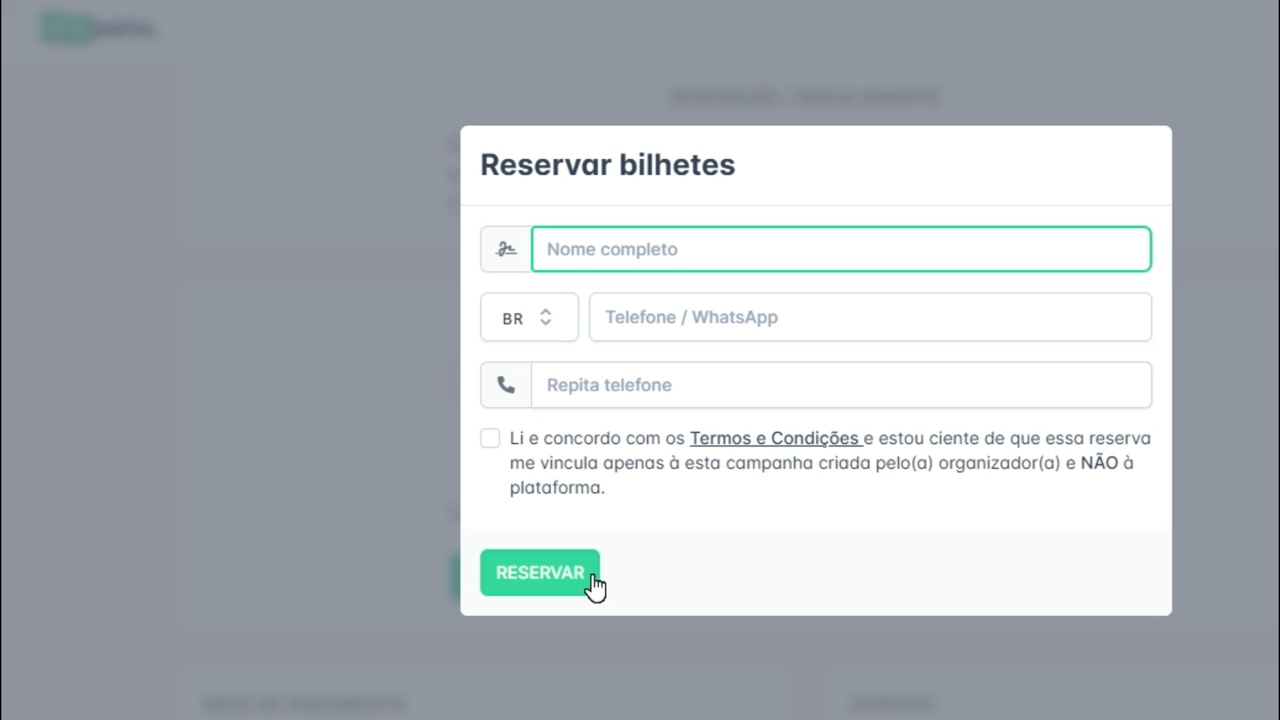 Reservar bilhetes
Nome completo
BR
Telefone / WhatsApp
Repita telefone
Li e concordo com os Termos e Condições e estou ciente de que essa reserva
me vincula apenas à esta campanha criada pelo(a) organizador(a) e NÃO à
plataforma.
RESERVAR